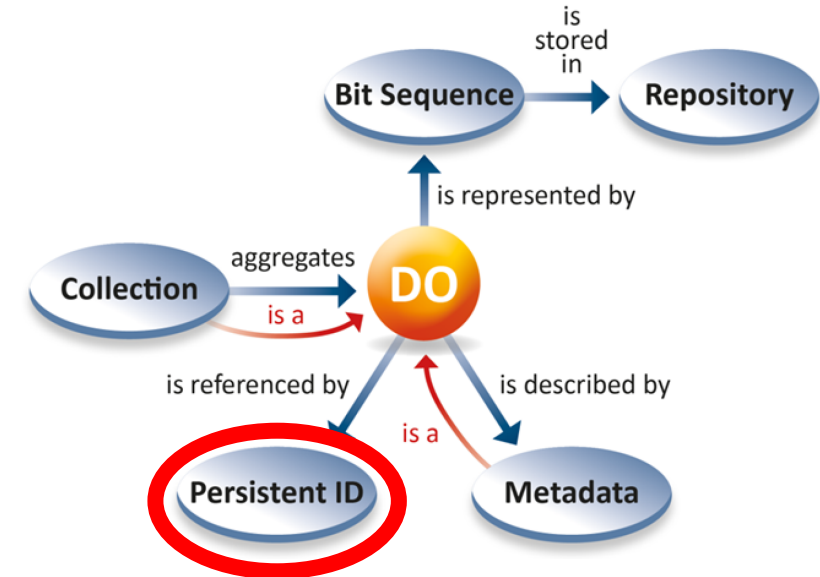 is
stored
in
Bit Sequence
Repository
is represented by
aggregates
Collection
DO
is a
is referenced by
is described by
is a
Persistent ID
Metadata